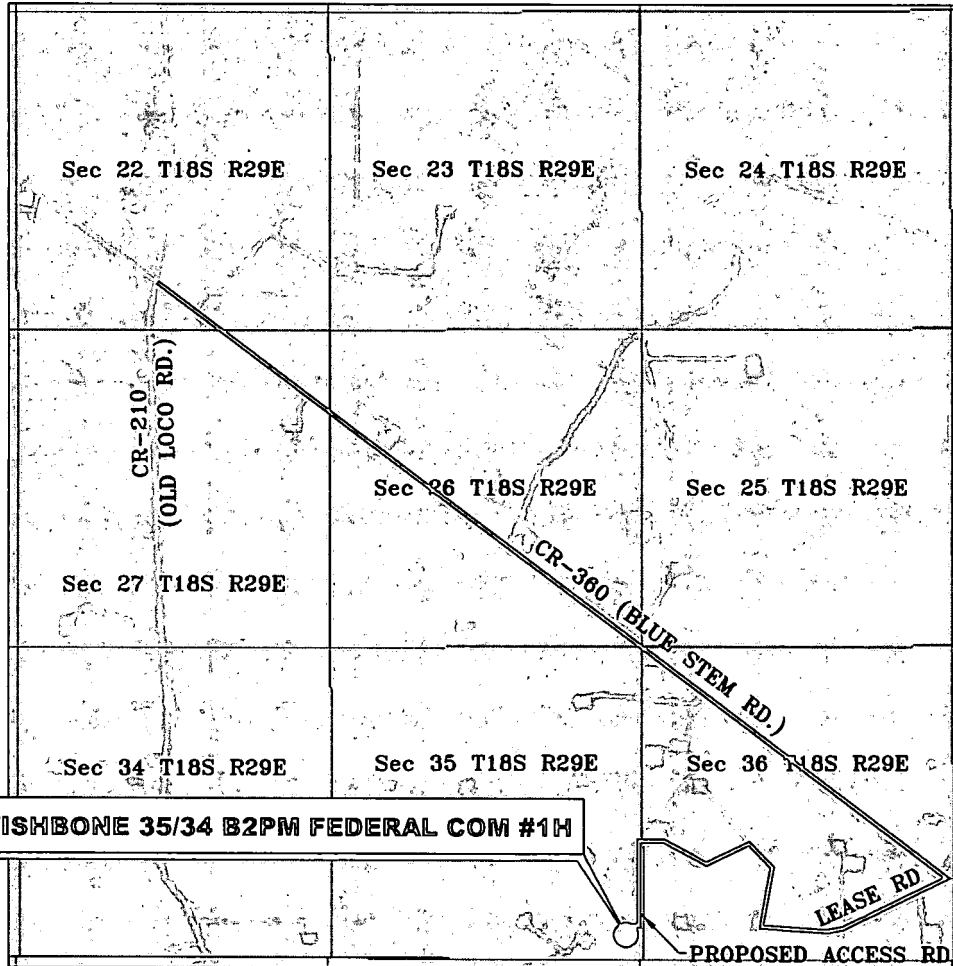 Sec 22 T18S R29E
Sec 23 T18S R29E
Sec 24 T18S R29E
CR-210
(OLD LOCO RD.)
Sec 26 T18S R29E
Sec 25 T18S R29E
Sec 27 T18S R29E
CR-360 (BLUE STEM RD.)
Sec 34 T18S R29E
Sec 35 T18S R29E
Sec 36 T18S R29E
ISHBONE 35/34 B2PM FEDERAL COM #1H
LEASE RD
PROPOSED ACCESS RD